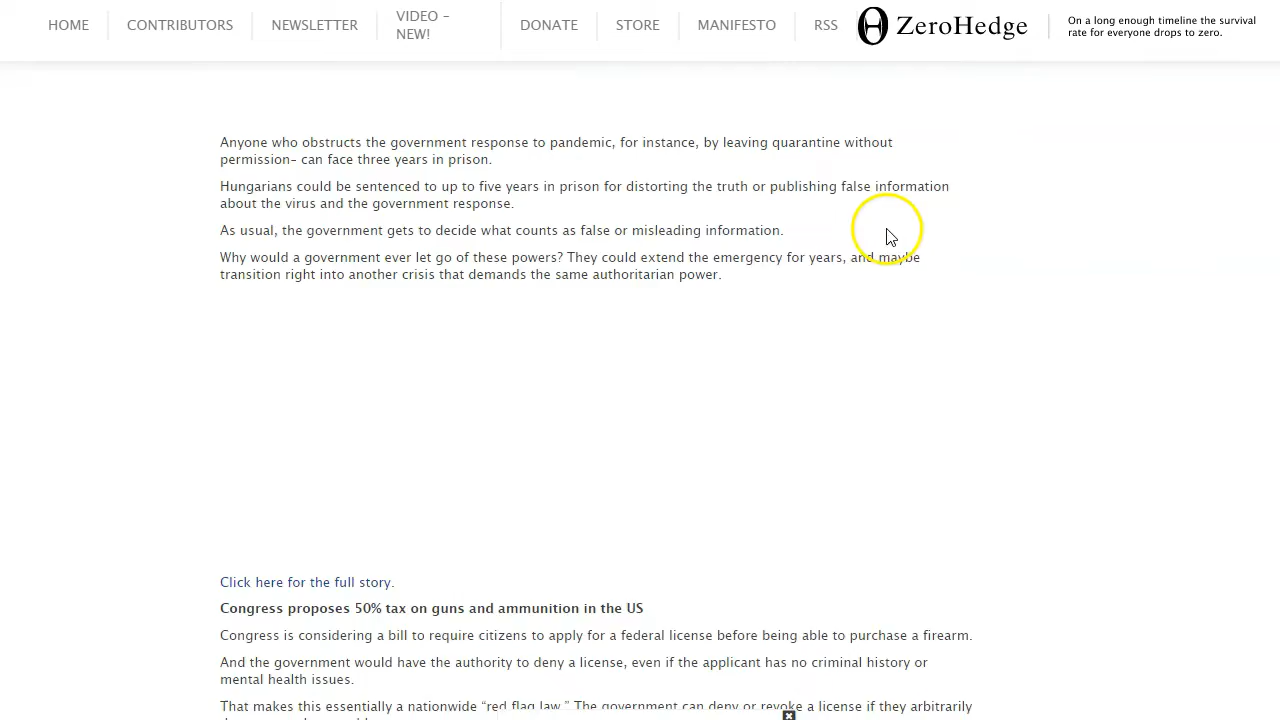 HOME
CONTRIBUTORS
NEWSLETTER
VIDEO -
NEW!
DONATE
STORE
MANIFESTO
RSS
ZeroHedge
On a long enough timeline the survival
rate for everyone drops to zero.
Anyone who obstructs the government response to pandemic, for instance, by leaving quarantine without
permission– can face three years in prison.
Hungarians could be sentenced to up to five years in prison for distorting the truth or publishing false information
about the virus and the government response.
As usual, the government gets to decide what counts as false or misleading information.
Why would a government ever let go of these powers? They could extend the emergency for years, and maybe
transition right into another crisis that demands the same authoritarian power.
Click here for the full story.
Congress proposes 50% tax on guns and ammunition in the US
Congress is considering a bill to require citizens to apply for a federal license before being able to purchase a firearm.
And the government would have the authority to deny a license, even if the applicant has no criminal history or
mental health issues.
That makes this essentially a nationwide “red flag law.” The government can deny or revoke a license if they arbitrarily